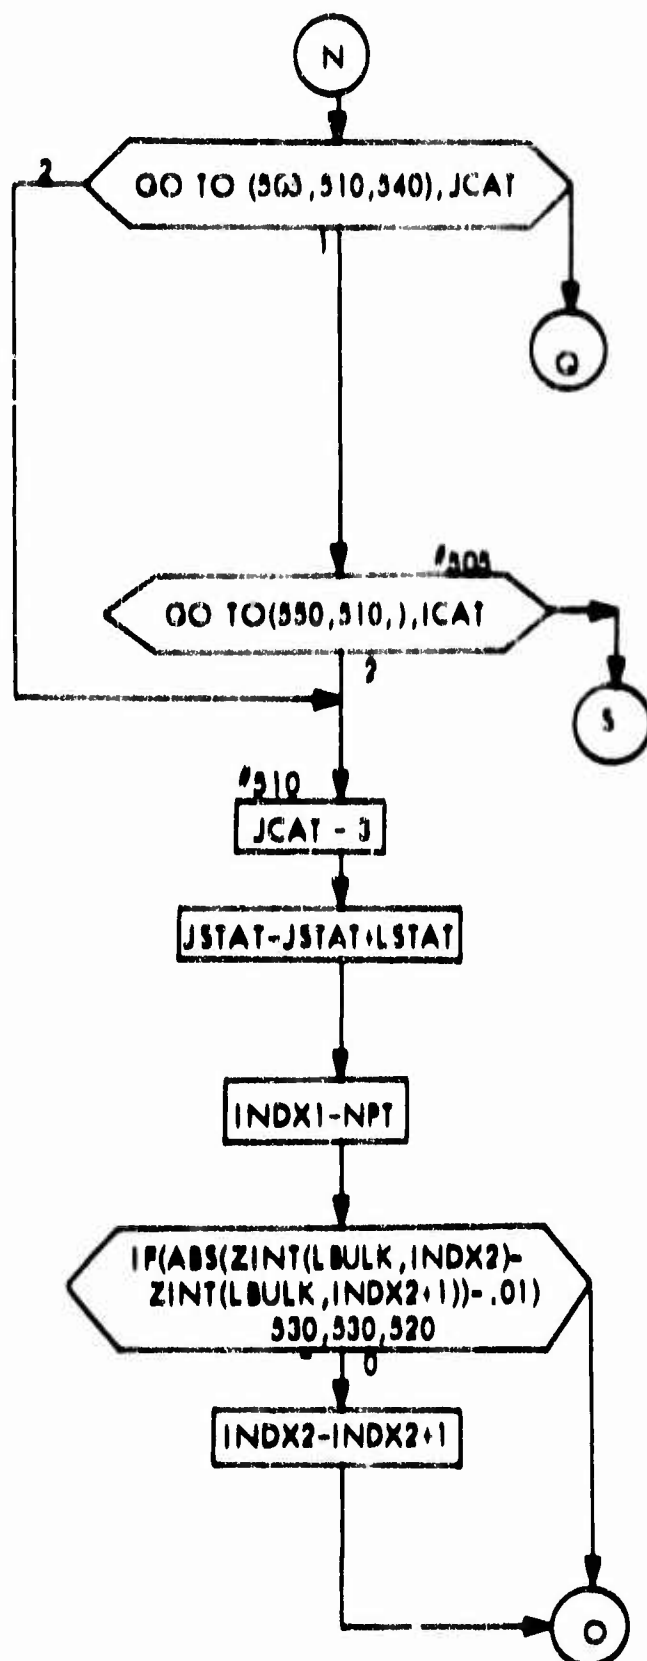 N
2
GO TO (503,510,540),JCAT
1
Q
#505
GO TO(550,510,),ICAT
2
S
#510
JCAT - 3
JSTAT-JSTAT+LSTAT
INDX1-NPT
IF(ABS(ZINT(LBULK,INDX2)-
ZINT(LBULK,INDX2+1))-.01)
530,530,520
- 0
INDX2-INDX2+1
O